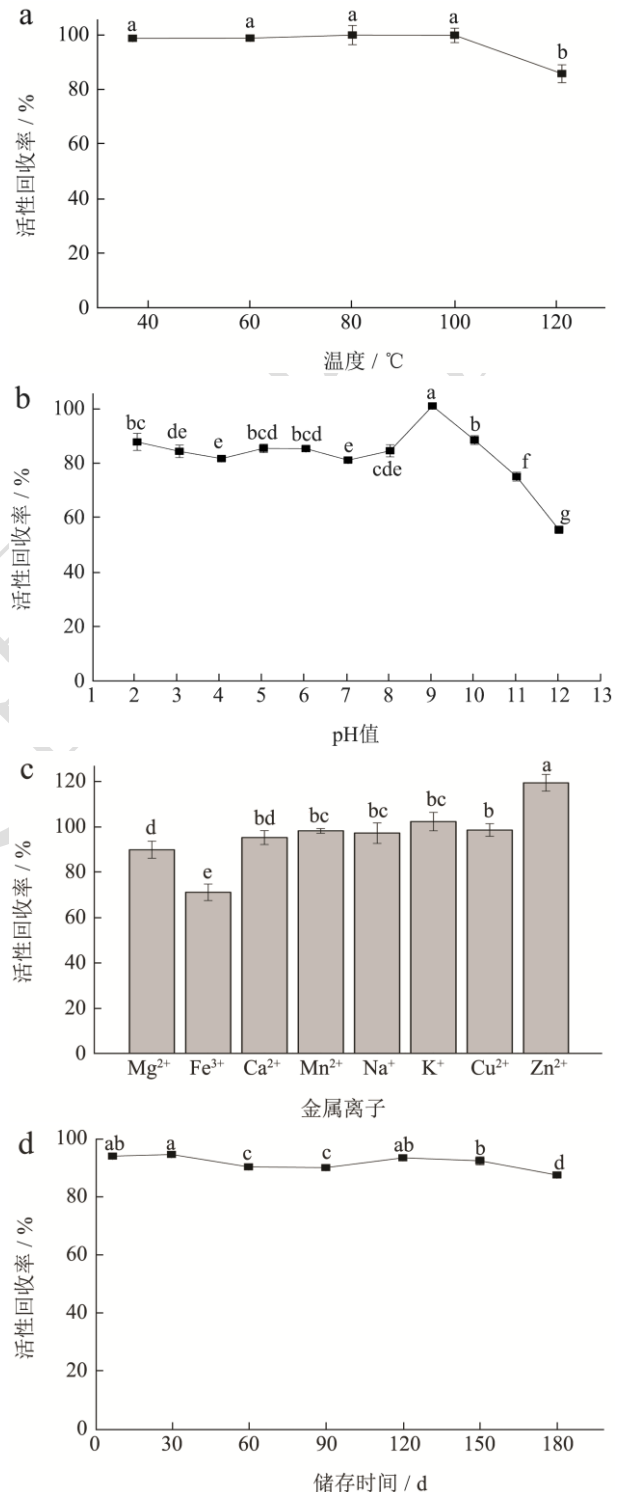 a
a a a a b
100
80
60
40
20
0
活性回收率 / %
40 60 80 100 120
温度 / ℃
b
bc de e bcd bcd e cde a b f g
100
80
60
40
20
0
活性回收率 / %
1 2 3 4 5 6 7 8 9 10 11 12 13
pH值
c
d e bd bc bc bc b a
120
100
80
60
40
20
0
活性回收率 / %
Mg²⁺ Fe³⁺ Ca²⁺ Mn²⁺ Na⁺ K⁺ Cu²⁺ Zn²⁺
金属离子
d
ab a c c ab b d
100
80
60
40
20
0
活性回收率 / %
0 30 60 90 120 150 180
储存时间 / d